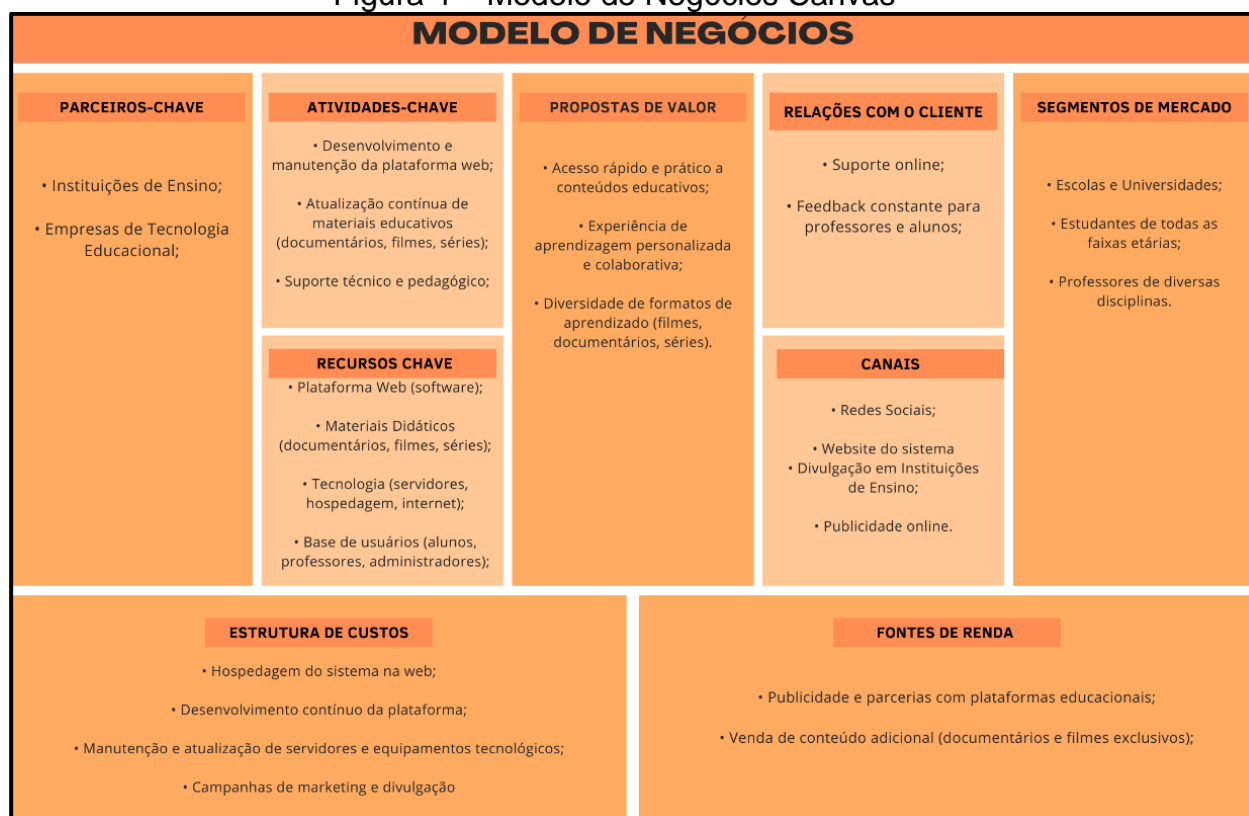 Figura 1 – Modelo de Negócios Canvas
MODELO DE NEGÓCIOS
PARCEIROS-CHAVE
• Instituições de Ensino;
• Empresas de Tecnologia
Educacional;
ATIVIDADES-CHAVE
• Desenvolvimento e
manutenção da plataforma web;
• Atualização contínua de
materiais educativos
(documentários, filmes, séries);
• Suporte técnico e pedagógico;
RECURSOS CHAVE
• Plataforma Web (software);
• Materiais Didáticos
(documentários, filmes, séries);
• Tecnologia (servidores,
hospedagem, internet);
• Base de usuários (alunos,
professores, administradores);
PROPOSTAS DE VALOR
• Acesso rápido e prático a
conteúdos educativos;
• Experiência de
aprendizagem personalizada
e colaborativa;
• Diversidade de formatos de
aprendizado (filmes,
documentários, séries).
RELAÇÕES COM O CLIENTE
• Suporte online;
• Feedback constante para
professores e alunos;
CANAIS
• Redes Sociais;
• Website do sistema
• Divulgação em Instituições
de Ensino;
• Publicidade online.
SEGMENTOS DE MERCADO
• Escolas e Universidades;
• Estudantes de todas as
faixas etárias;
• Professores de diversas
disciplinas.
ESTRUTURA DE CUSTOS
• Hospedagem do sistema na web;
• Desenvolvimento contínuo da plataforma;
• Manutenção e atualização de servidores e equipamentos tecnológicos;
• Campanhas de marketing e divulgação
FONTES DE RENDA
• Publicidade e parcerias com plataformas educacionais;
• Venda de conteúdo adicional (documentários e filmes exclusivos);